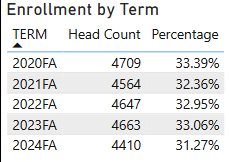 Enrollment by Term
TERM Head Count Percentage
2020FA 4709 33.39%
2021FA 4564 32.36%
2022FA 4647 32.95%
2023FA 4663 33.06%
2024FA 4410 31.27%